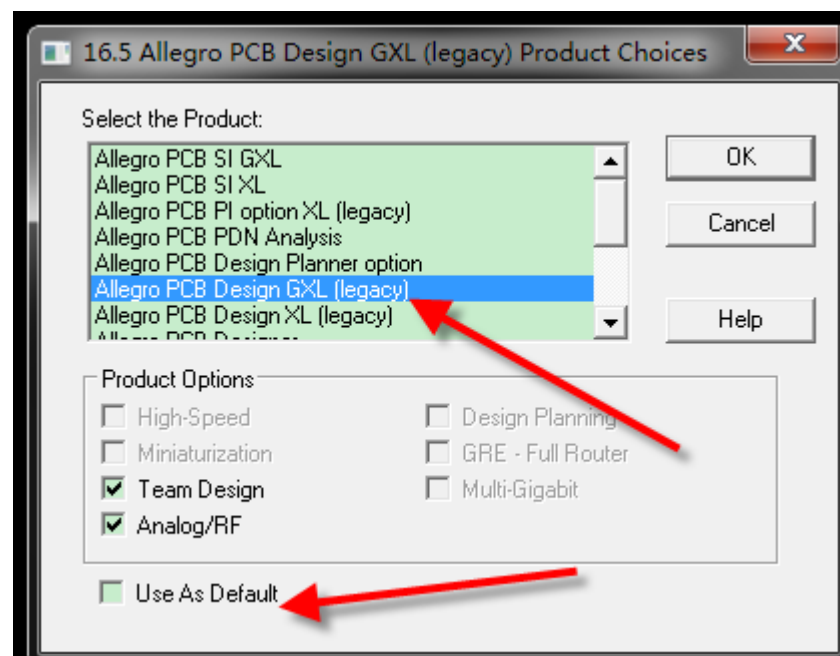 16.5 Allegro PCB Design GXL (legacy) Product Choices
Select the Product:
Allegro PCB SI GXL
Allegro PCB SI XL
Allegro PCB PI option XL (legacy)
Allegro PCB PDN Analysis
Allegro PCB Design Planner option
Allegro PCB Design GXL (legacy)
Allegro PCB Design XL (legacy)
Allegro PCB Designer
OK
Cancel
Help
Product Options
High-Speed
Design Planning
Miniaturization
GRE - Full Router
Team Design
Multi-Gigabit
Analog/RF
Use As Default